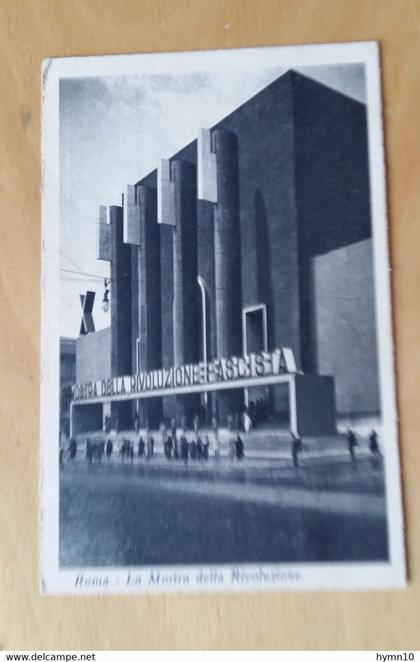 X
MOSTRA DELLA RIVOLUZIONE FASCISTA
Roma - La Mostra della Rivoluzione.
www.delcampe.net
hymn10